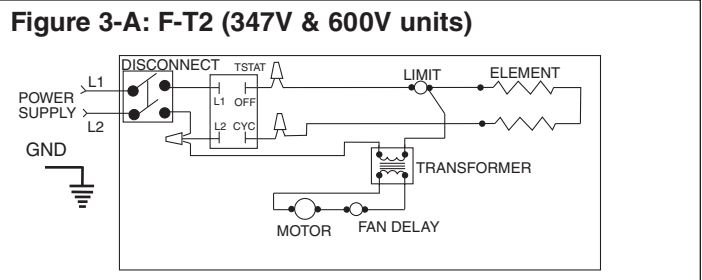 Figure 3-A: F-T2 (347V & 600V units)
DISCONNECT TSTAT
LIMIT ELEMENT
L1
POWER
SUPPLY
L2
L1 OFF
L2 CYC
GND
TRANSFORMER
MOTOR FAN DELAY